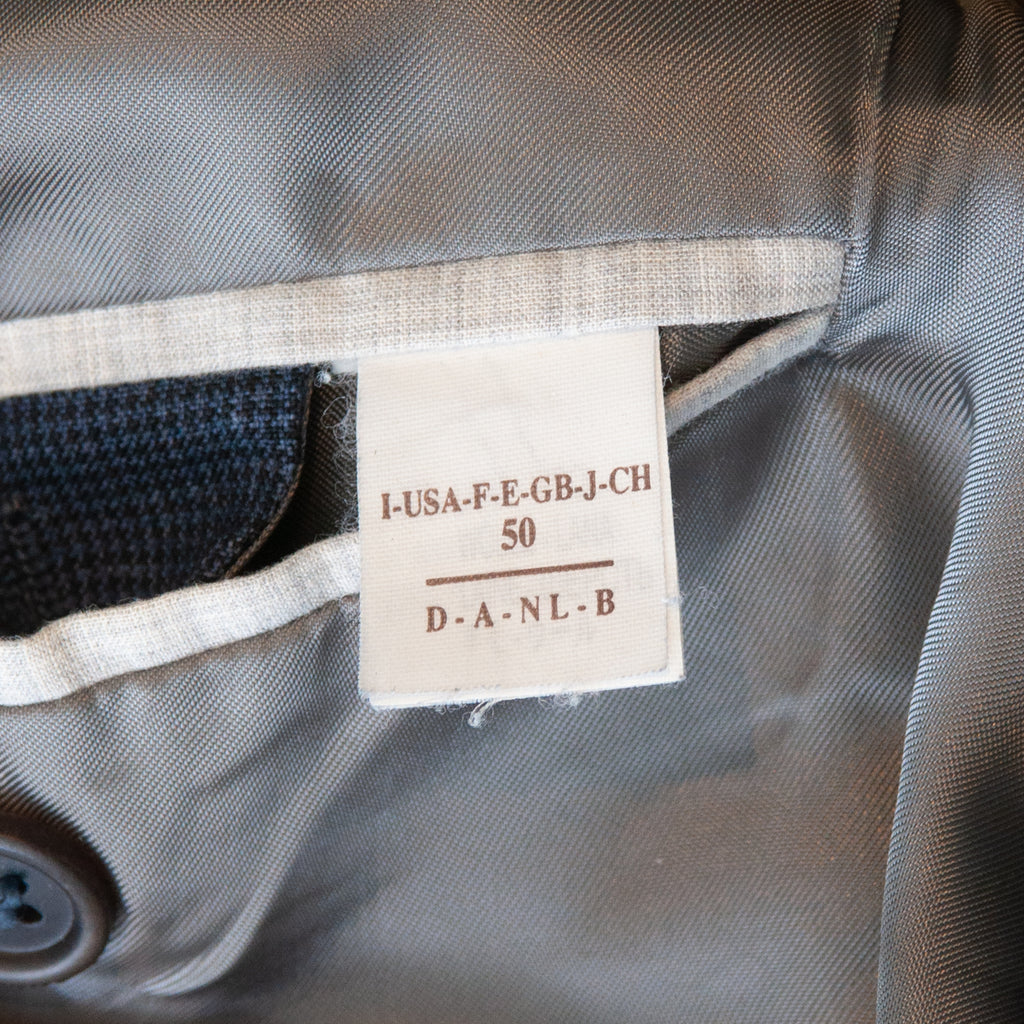 I-USA-F-E-GB-J-CH
50
D - A - NL - B